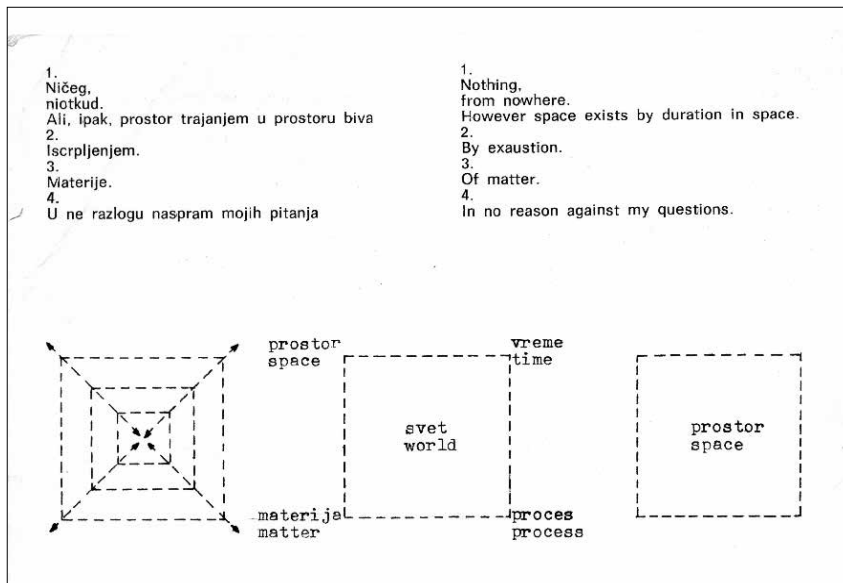 1.
Ničeg,
niotkud.
Ali, ipak, prostor trajanjem u prostoru biva
2.
Iscrpljenjem.
3.
Materije.
4.
U ne razlogu naspram mojih pitanja
1.
Nothing,
from nowhere.
However space exists by duration in space.
2.
By exaustion.
3.
Of matter.
4.
In no reason against my questions.
prostor
space
vreme
time
svet
world
materija
matter
proces
process
prostor
space